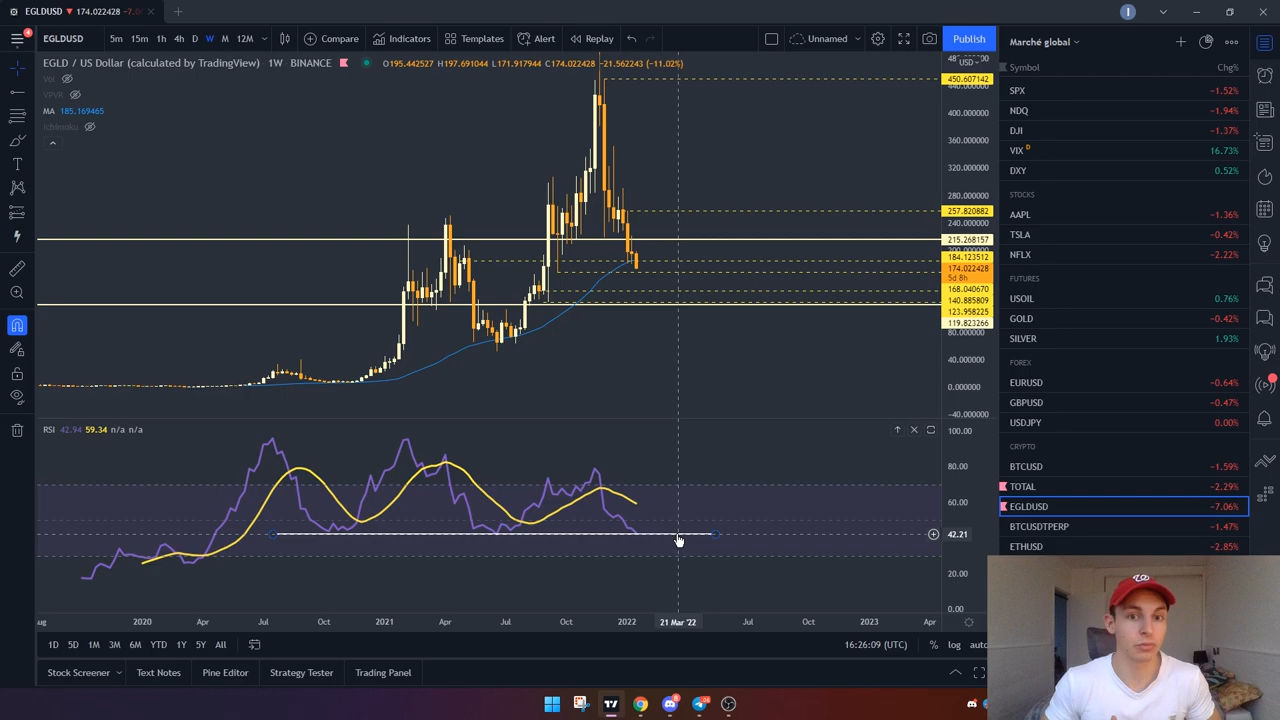 EGLDUSD 174.022428 −7.0
I
4
EGLDUSD 5m 15m 1h 4h D W M 12M Compare Indicators Templates Alert Replay Unnamed Publish
Marché global
EGLD / US Dollar (calculated by TradingView) 1W BINANCE O195.442527 H197.691044 L171.917944 C174.022428 −21.562243 (−11.02%)
USD
Vol
VPVR
MA 185.169465
Ichimoku
450.607142
440.000000
400.000000
360.000000
320.000000
280.000000
257.820882
240.000000
215.268157
200.000000
184.123512
174.022428
5d 8h
168.040670
140.885809
123.958225
119.823266
80.000000
40.000000
0.000000
−40.000000
RSI 42.94 59.34 n/a n/a
100.00
80.00
60.00
42.21
20.00
0.00
2020 Apr Jul Oct 2021 Apr Jul Oct 2022 21 Mar '22 Jul Oct 2023 Apr
1D 5D 1M 3M 6M YTD 1Y 5Y All 16:26:09 (UTC) % log auto
Stock Screener Text Notes Pine Editor Strategy Tester Trading Panel
Symbol Chg%
SPX −1.52%
NDQ −1.94%
DJI −1.37%
VIX D 16.73%
DXY 0.52%
STOCKS
AAPL −1.36%
TSLA −0.42%
NFLX −2.22%
FUTURES
USOIL 0.76%
GOLD −0.42%
SILVER 1.93%
FOREX
EURUSD −0.64%
GBPUSD −0.47%
USDJPY 0.00%
CRYPTO
BTCUSD −1.59%
TOTAL −2.29%
EGLDUSD −7.06%
BTCUSDTPERP −1.47%
ETHUSD −2.85%